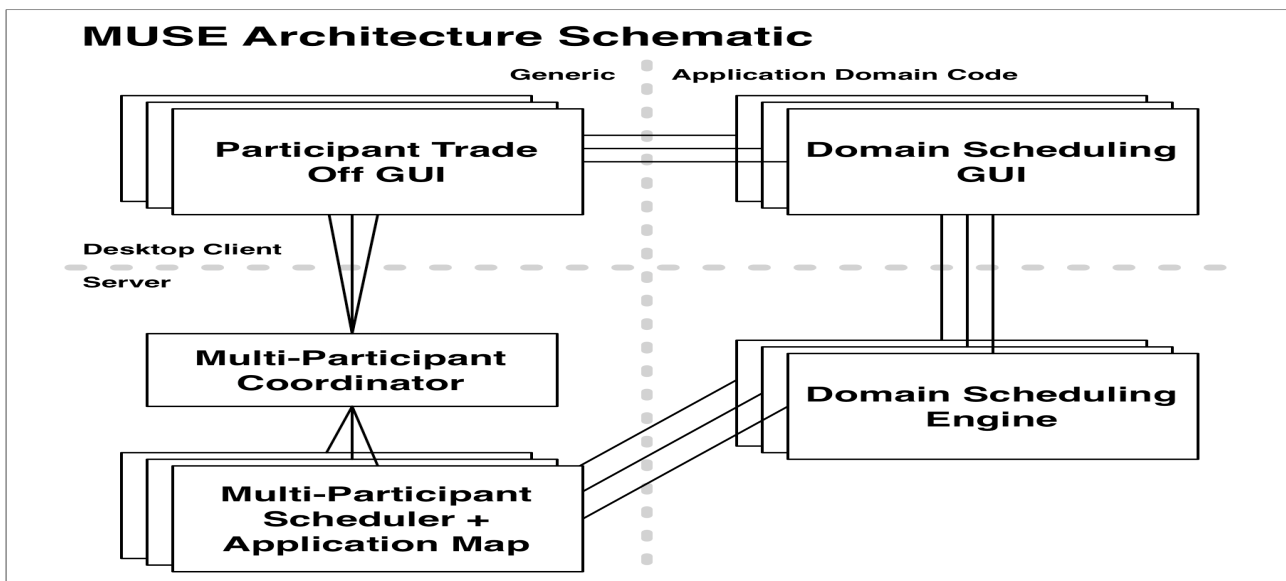 MUSE Architecture Schematic
Generic
Application Domain Code
Participant Trade
Off GUI
Domain Scheduling
GUI
Desktop Client
Server
Multi-Participant
Coordinator
Domain Scheduling
Engine
Multi-Participant
Scheduler +
Application Map